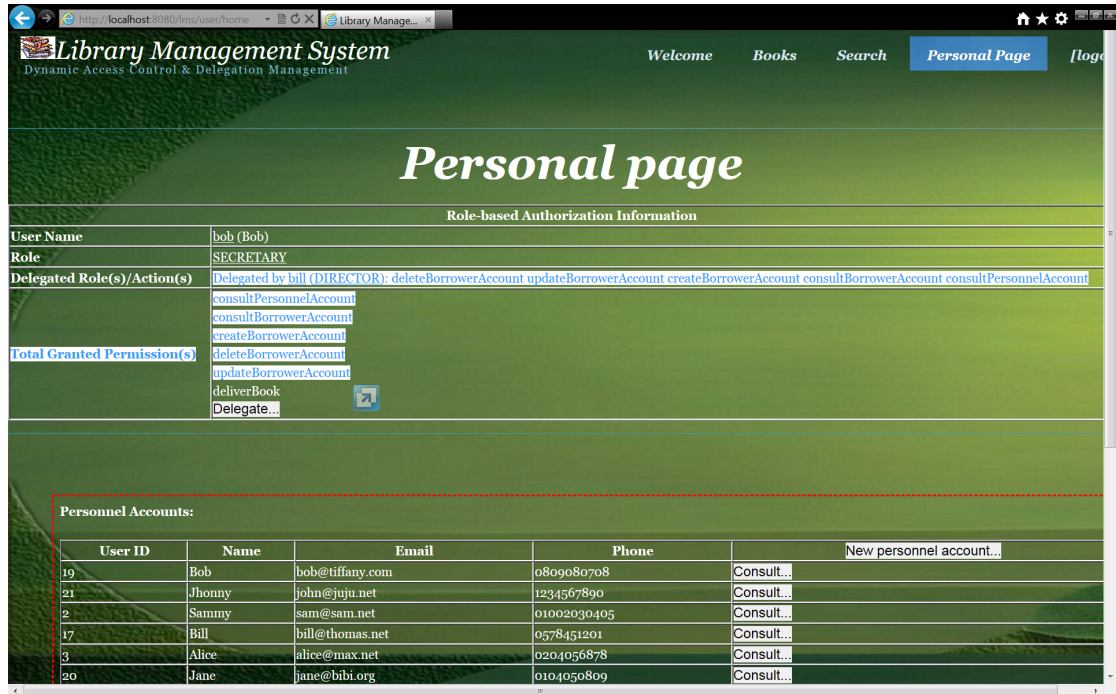 http://localhost:8080/lms/user/home
Library Manage...
Library Management System
Dynamic Access Control & Delegation Management
Welcome Books Search Personal Page [logo
Personal page
Role-based Authorization Information
User Name bob (Bob)
Role SECRETARY
Delegated Role(s)/Action(s) Delegated by bill (DIRECTOR): deleteBorrowerAccount updateBorrowerAccount createBorrowerAccount consultBorrowerAccount consultPersonnelAccount
Total Granted Permission(s)
consultPersonnelAccount
consultBorrowerAccount
createBorrowerAccount
deleteBorrowerAccount
updateBorrowerAccount
deliverBook
Delegate...
Personnel Accounts:
User ID Name Email Phone New personnel account...
19 Bob bob@tiffany.com 0809080708 Consult...
21 Jhonny john@juju.net 1234567890 Consult...
2 Sammy sam@sam.net 01002030405 Consult...
17 Bill bill@thomas.net 0578451201 Consult...
3 Alice alice@max.net 0204056878 Consult...
20 Jane jane@bibi.org 0104050809 Consult...